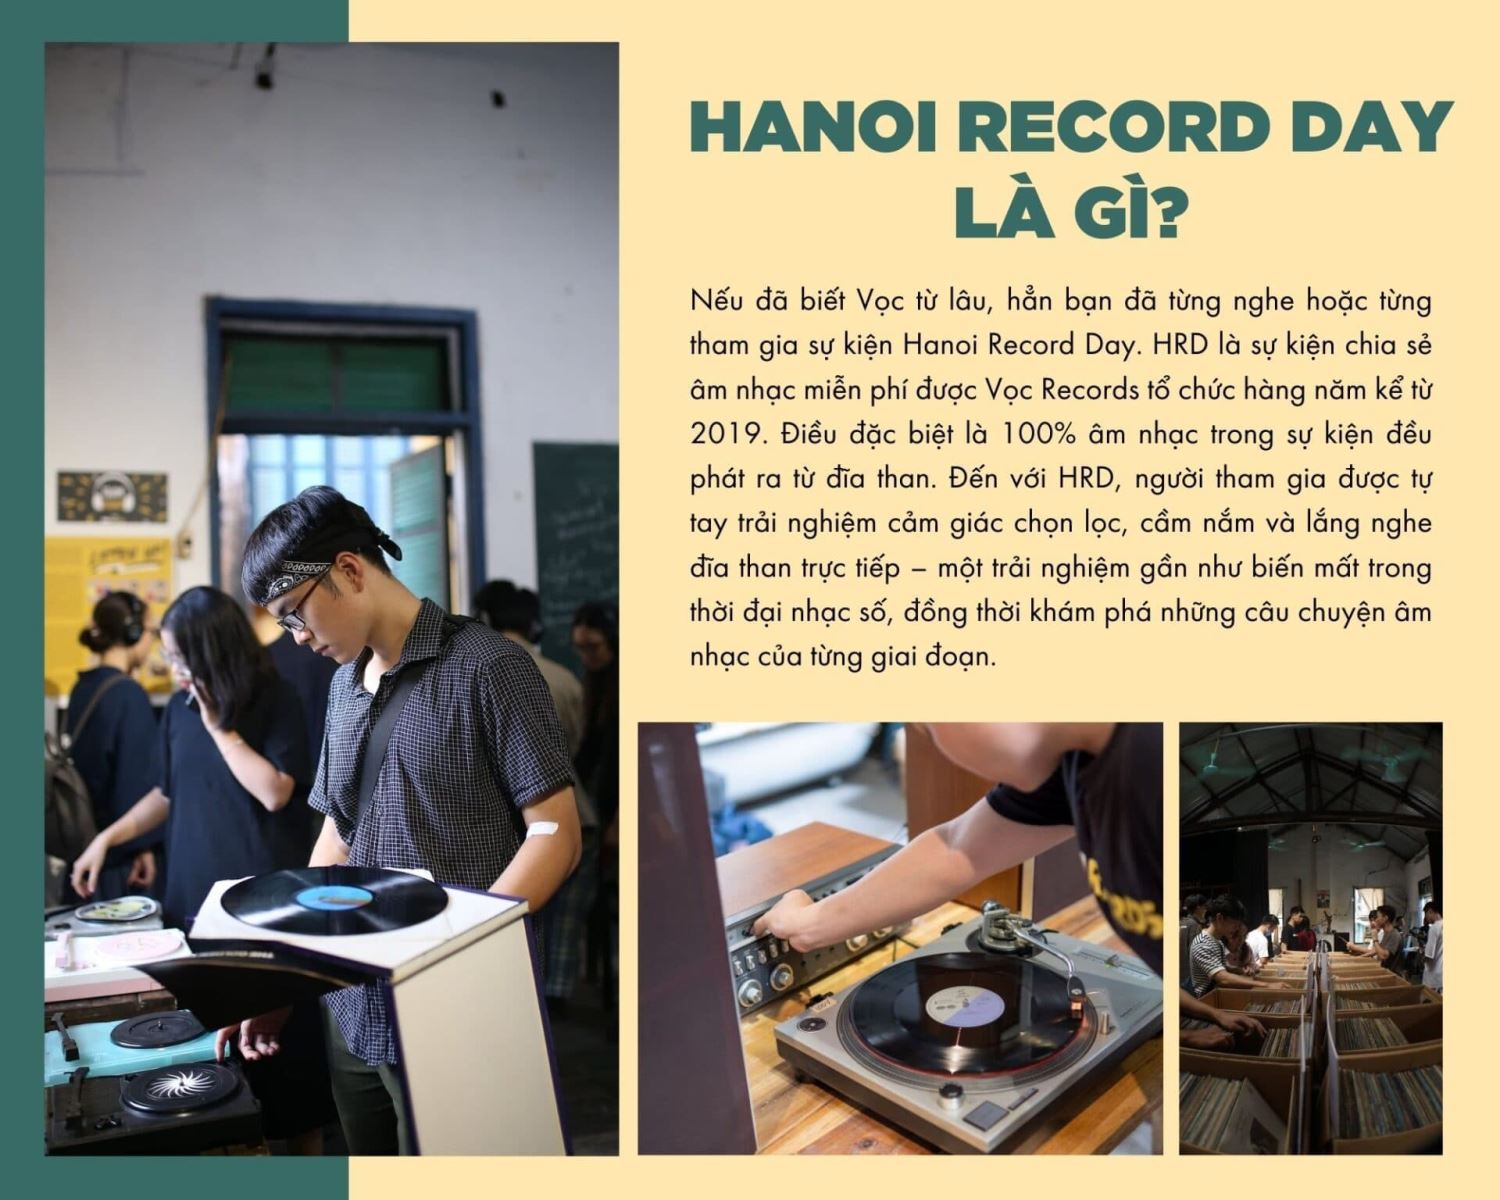 HANOI RECORD DAY
LÀ GÌ?
Nếu đã biết Vọc từ lâu, hẳn bạn đã từng nghe hoặc từng
tham gia sự kiện Hanoi Record Day. HRD là sự kiện chia sẻ
âm nhạc miễn phí được Vọc Records tổ chức hàng năm kể từ
2019. Điều đặc biệt là 100% âm nhạc trong sự kiện đều
phát ra từ đĩa than. Đến với HRD, người tham gia được tự
tay trải nghiệm cảm giác chọn lọc, cầm nắm và lắng nghe
đĩa than trực tiếp – một trải nghiệm gần như biến mất trong
thời đại nhạc số, đồng thời khám phá những câu chuyện âm
nhạc của từng giai đoạn.